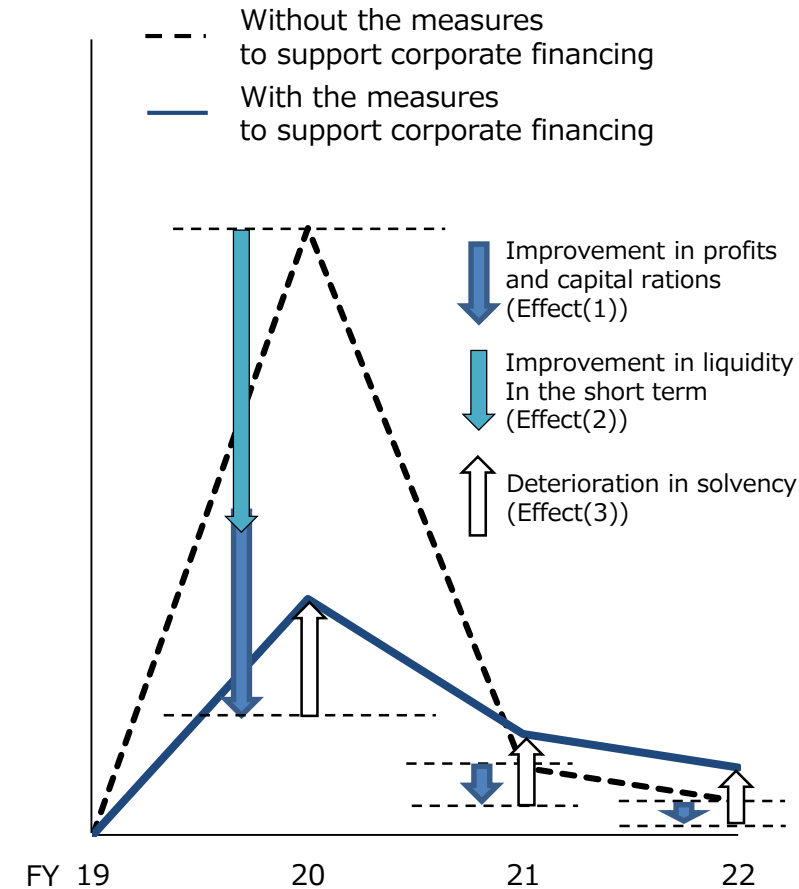 Without the measures
to support corporate financing
With the measures
to support corporate financing
Improvement in profits
and capital rations
(Effect(1))
Improvement in liquidity
In the short term
(Effect(2))
Deterioration in solvency
(Effect(3))
FY 19 20 21 22